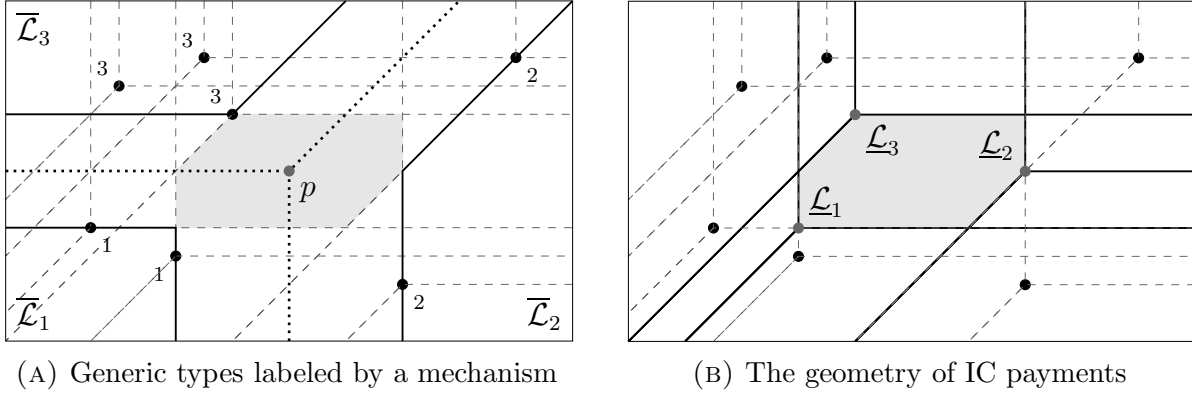 ℒ̅₃
3
3
3
2
p
1
1
2
ℒ̅₁
ℒ̅₂
ℒ̲₃
ℒ̲₂
ℒ̲₁
(A) Generic types labeled by a mechanism
(B) The geometry of IC payments